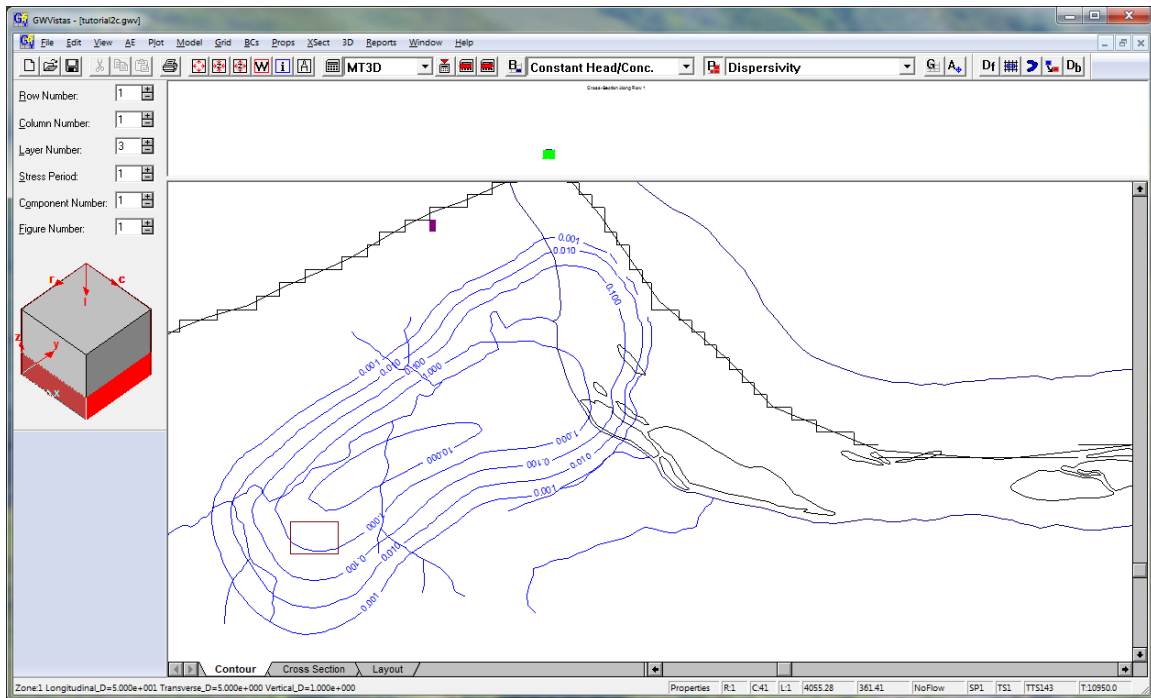 GWVistas - [tutorial2c.gwv]
File Edit View AE Plot Model Grid BCs Props XSect 3D Reports Window Help
MT3D Constant Head/Conc. Dispersivity
Row Number: 1
Column Number: 1
Layer Number: 3
Stress Period: 1
Component Number: 1
Figure Number: 1
Cross-Section Along Row 1
r c
l
z y
x
0.001
0.010
0.100
0.001
0.010
0.100
1.000
10.000
1.000
0.100
0.010
0.001
1.000
0.010
0.100
0.001
Contour Cross Section Layout
Zone:1 Longitudinal_D=5.000e+001 Transverse_D=5.000e+000 Vertical_D=1.000e+000 Properties R:1 C:41 L:1 4055.28 361.41 NoFlow SP1 TS1 TTS143 T:10950.0